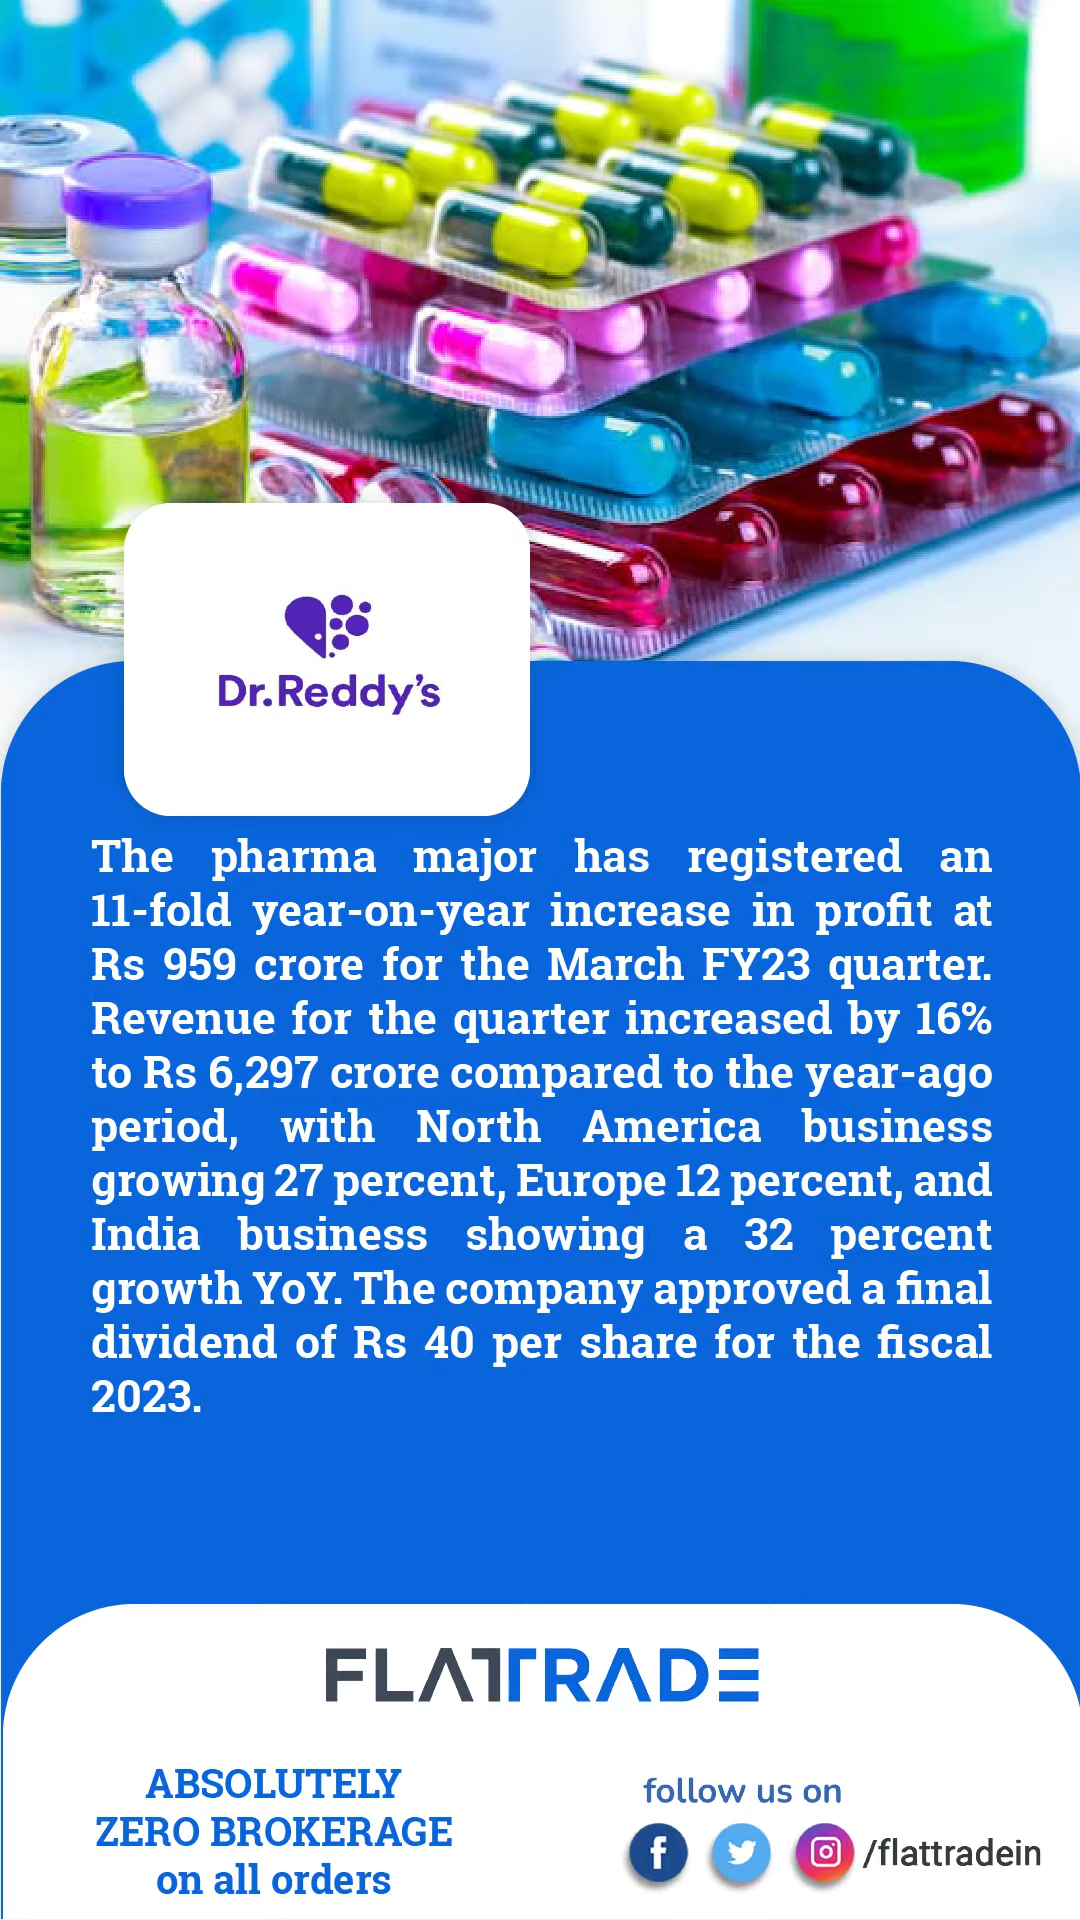 Dr.Reddy's
The pharma major has registered an
11-fold year-on-year increase in profit at
Rs 959 crore for the March FY23 quarter.
Revenue for the quarter increased by 16%
to Rs 6,297 crore compared to the year-ago
period, with North America business
growing 27 percent, Europe 12 percent, and
India business showing a 32 percent
growth YoY. The company approved a final
dividend of Rs 40 per share for the fiscal
2023.
FLATTRADE
ABSOLUTELY
ZERO BROKERAGE
on all orders
follow us on
/flattradein